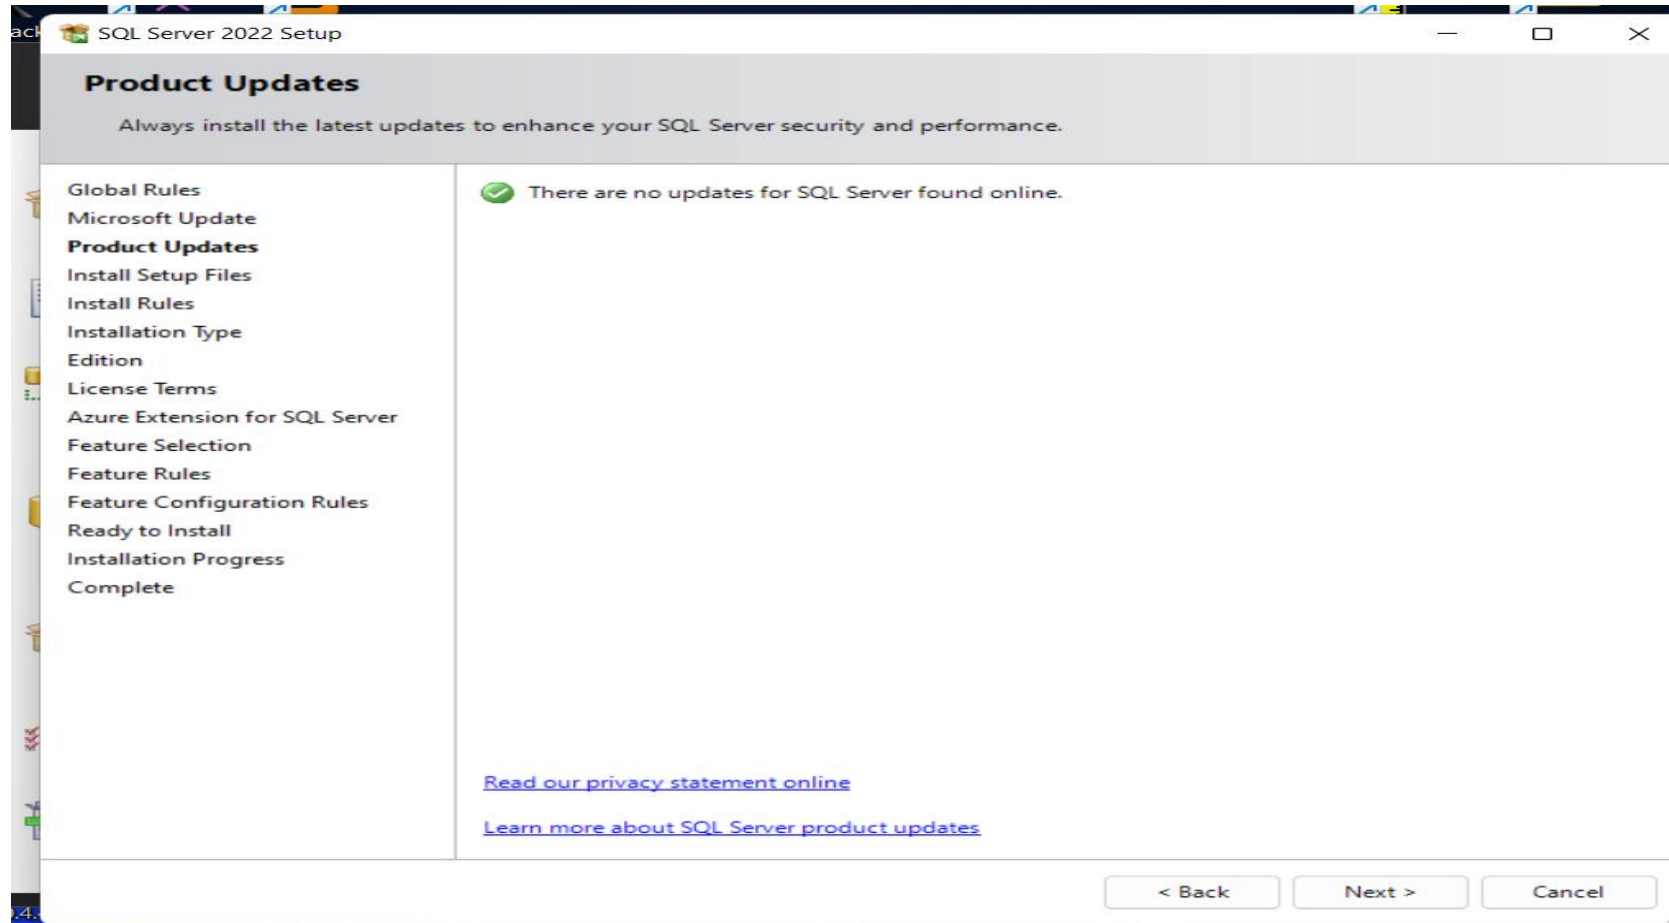 ack
SQL Server 2022 Setup
Product Updates
Always install the latest updates to enhance your SQL Server security and performance.
Global Rules
Microsoft Update
Product Updates
Install Setup Files
Install Rules
Installation Type
Edition
License Terms
Azure Extension for SQL Server
Feature Selection
Feature Rules
Feature Configuration Rules
Ready to Install
Installation Progress
Complete
There are no updates for SQL Server found online.
Read our privacy statement online
Learn more about SQL Server product updates
< Back
Next >
Cancel